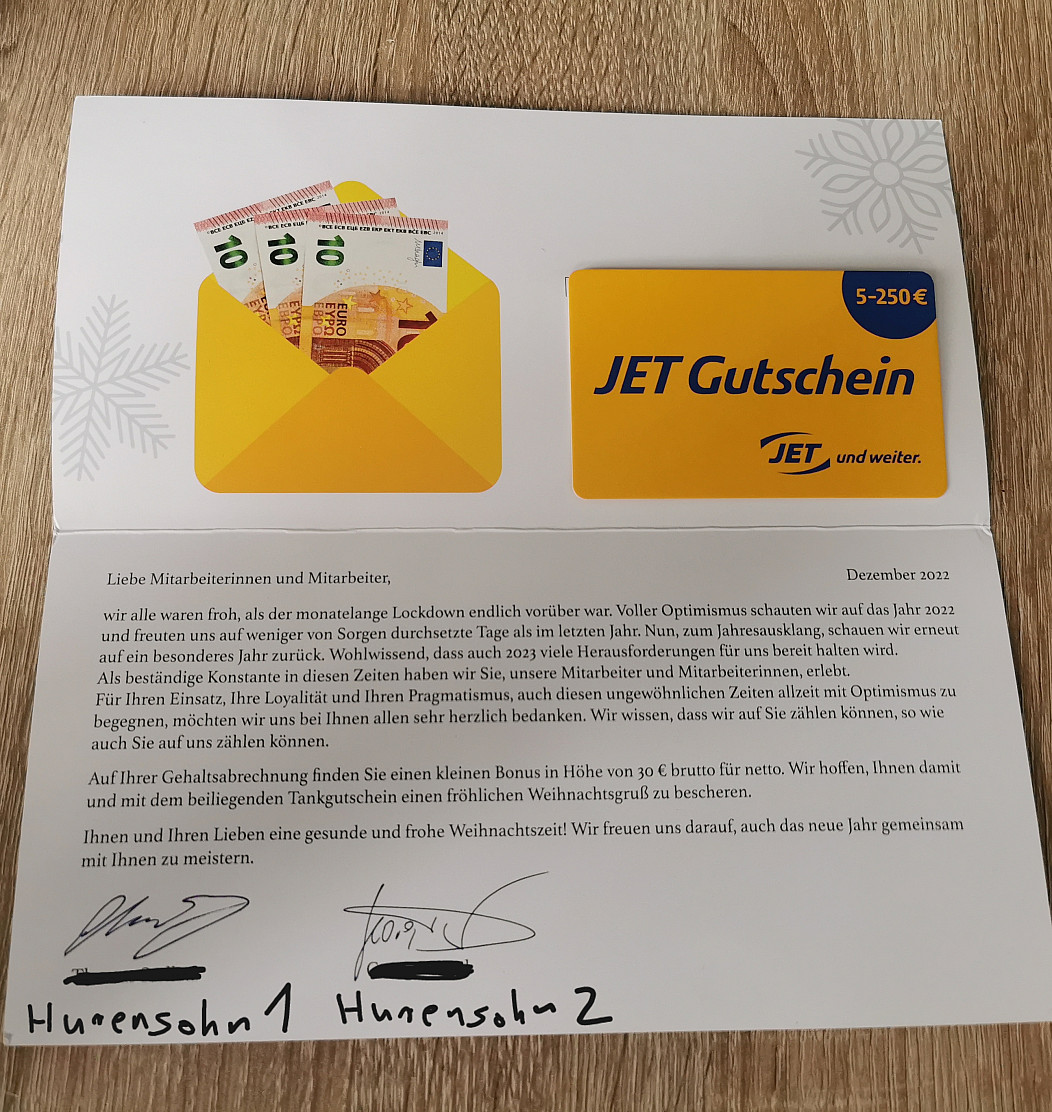 BCE ECB ЕЦБ EZB EKP EKT EKB BĊE EBC 2014
10
10
10
EURO
ΕΥΡΩ
ЕВРО
5-250 €
JET Gutschein
JET und weiter.
Liebe Mitarbeiterinnen und Mitarbeiter,
Dezember 2022
wir alle waren froh, als der monatelange Lockdown endlich vorüber war. Voller Optimismus schauten wir auf das Jahr 2022
und freuten uns auf weniger von Sorgen durchsetzte Tage als im letzten Jahr. Nun, zum Jahresausklang, schauen wir erneut
auf ein besonderes Jahr zurück. Wohlwissend, dass auch 2023 viele Herausforderungen für uns bereit halten wird.
Als beständige Konstante in diesen Zeiten haben wir Sie, unsere Mitarbeiter und Mitarbeiterinnen, erlebt.
Für Ihren Einsatz, Ihre Loyalität und Ihren Pragmatismus, auch diesen ungewöhnlichen Zeiten allzeit mit Optimismus zu
begegnen, möchten wir uns bei Ihnen allen sehr herzlich bedanken. Wir wissen, dass wir auf Sie zählen können, so wie
auch Sie auf uns zählen können.
Auf Ihrer Gehaltsabrechnung finden Sie einen kleinen Bonus in Höhe von 30 € brutto für netto. Wir hoffen, Ihnen damit
und mit dem beiliegenden Tankgutschein einen fröhlichen Weihnachtsgruß zu bescheren.
Ihnen und Ihren Lieben eine gesunde und frohe Weihnachtszeit! Wir freuen uns darauf, auch das neue Jahr gemeinsam
mit Ihnen zu meistern.
Hurensohn 1
Hurensohn 2